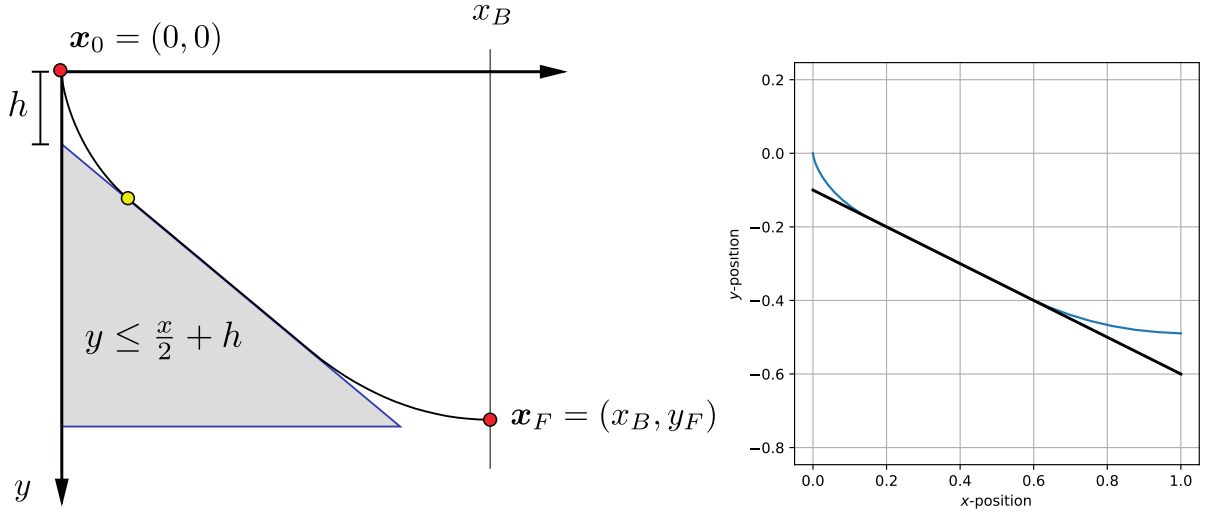 x_B
𝒙_0 = (0, 0)
h
y ≤ x/2 + h
𝒙_F = (x_B, y_F)
y
0.2
0.0
−0.2
−0.4
−0.6
−0.8
y-position
0.0 0.2 0.4 0.6 0.8 1.0
x-position